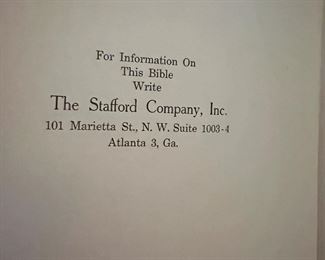 For Information On
This Bible
Write
The Stafford Company, Inc.
101 Marietta St., N. W. Suite 1003-4
Atlanta 3, Ga.